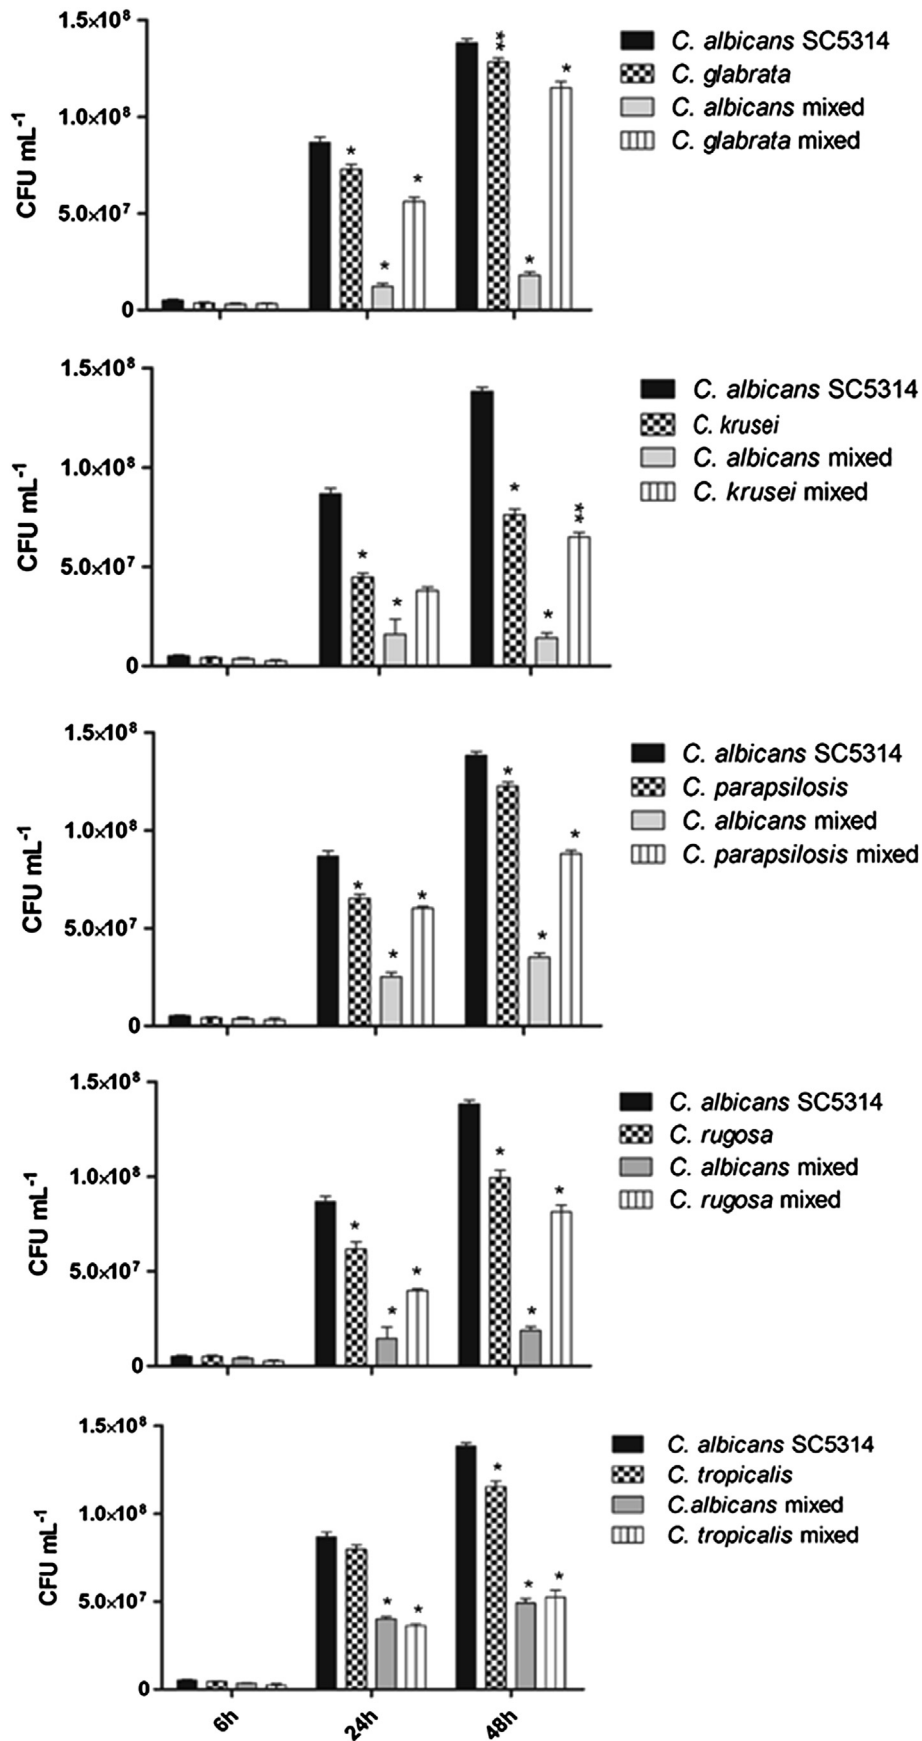 1.5×10⁸
1.0×10⁸
5.0×10⁷
0
CFU mL⁻¹
* * * ** * *
C. albicans SC5314
C. glabrata
C. albicans mixed
C. glabrata mixed
1.5×10⁸
1.0×10⁸
5.0×10⁷
0
CFU mL⁻¹
* * * * **
C. albicans SC5314
C. krusei
C. albicans mixed
C. krusei mixed
1.5×10⁸
1.0×10⁸
5.0×10⁷
0
CFU mL⁻¹
* * * * * *
C. albicans SC5314
C. parapsilosis
C. albicans mixed
C. parapsilosis mixed
1.5×10⁸
1.0×10⁸
5.0×10⁷
0
CFU mL⁻¹
* * * * * *
C. albicans SC5314
C. rugosa
C. albicans mixed
C. rugosa mixed
1.5×10⁸
1.0×10⁸
5.0×10⁷
0
CFU mL⁻¹
* * * * *
C. albicans SC5314
C. tropicalis
C.albicans mixed
C. tropicalis mixed
6h
24h
48h